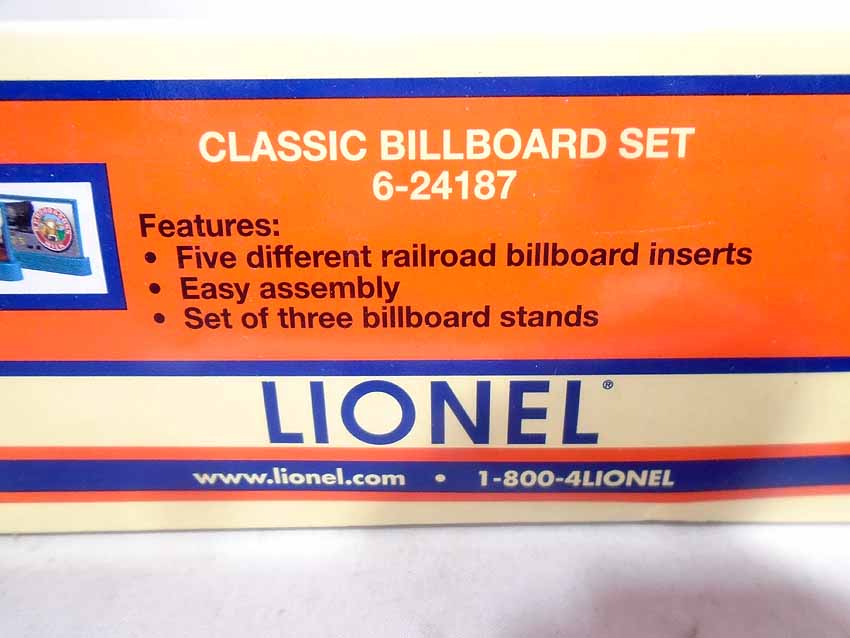 CLASSIC BILLBOARD SET
6-24187
Features:
• Five different railroad billboard inserts
• Easy assembly
• Set of three billboard stands
LIONEL®
www.lionel.com • 1-800-4LIONEL